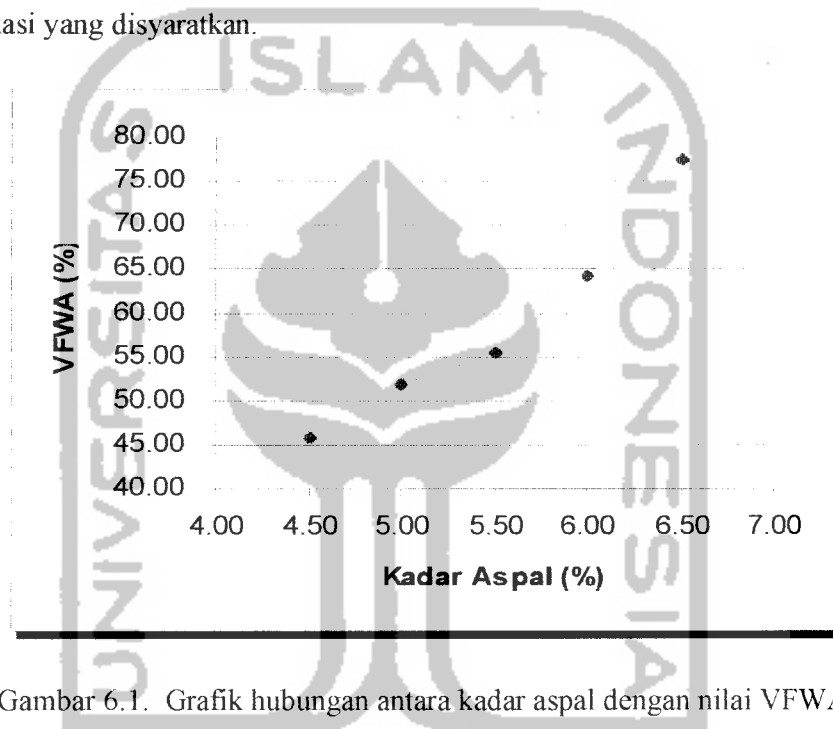 asi yang disyaratkan.
ISLAM
UNIVERSITAS
INDONESIA
80.00
75.00
70.00
65.00
60.00
55.00
50.00
45.00
40.00
VFWA (%)
4.00 4.50 5.00 5.50 6.00 6.50 7.00
Kadar Aspal (%)
Gambar 6.1. Grafik hubungan antara kadar aspal dengan nilai VFWA